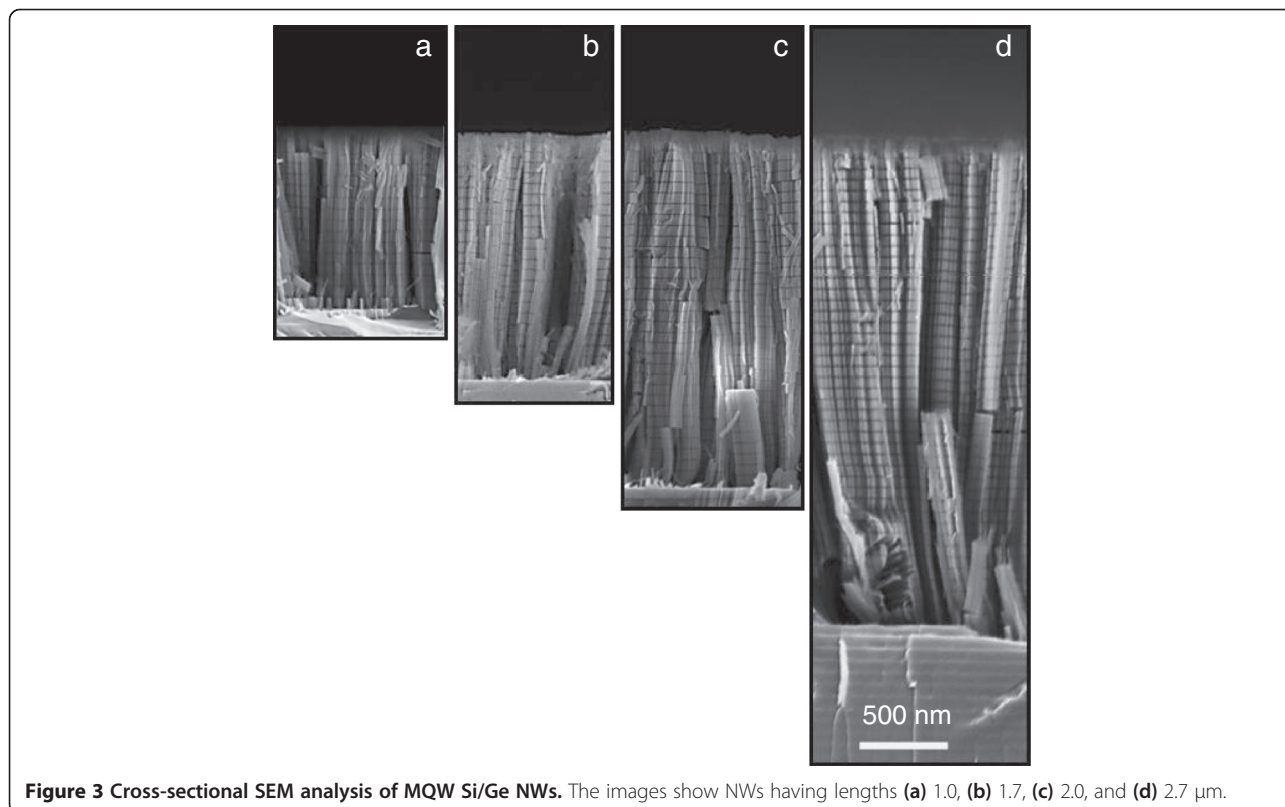 a b c d
500 nm
Figure 3 Cross-sectional SEM analysis of MQW Si/Ge NWs. The images show NWs having lengths (a) 1.0, (b) 1.7, (c) 2.0, and (d) 2.7 μm.